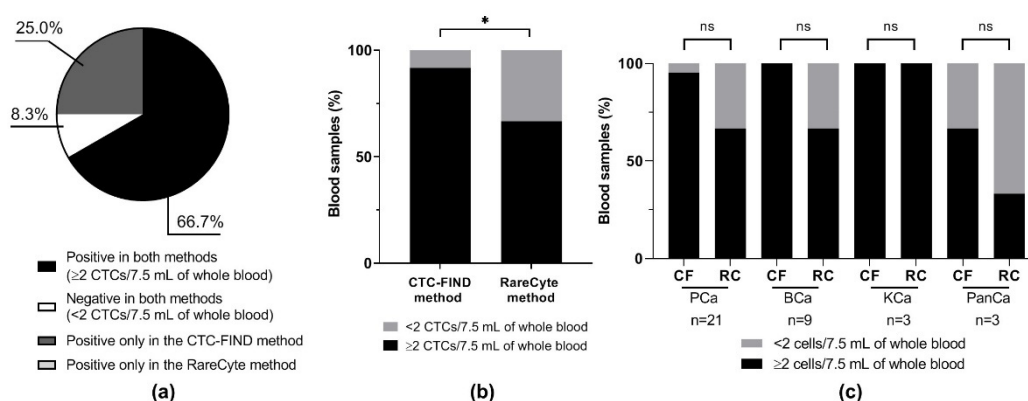 25.0%
8.3%
66.7%
Positive in both methods
(≥2 CTCs/7.5 mL of whole blood)
Negative in both methods
(<2 CTCs/7.5 mL of whole blood)
Positive only in the CTC-FIND method
Positive only in the RareCyte method
(a)
*
Blood samples (%)
100
50
0
CTC-FIND method
RareCyte method
<2 CTCs/7.5 mL of whole blood
≥2 CTCs/7.5 mL of whole blood
(b)
ns ns ns ns
Blood samples (%)
100
50
0
CF RC CF RC CF RC CF RC
PCa BCa KCa PanCa
n=21 n=9 n=3 n=3
<2 cells/7.5 mL of whole blood
≥2 cells/7.5 mL of whole blood
(c)